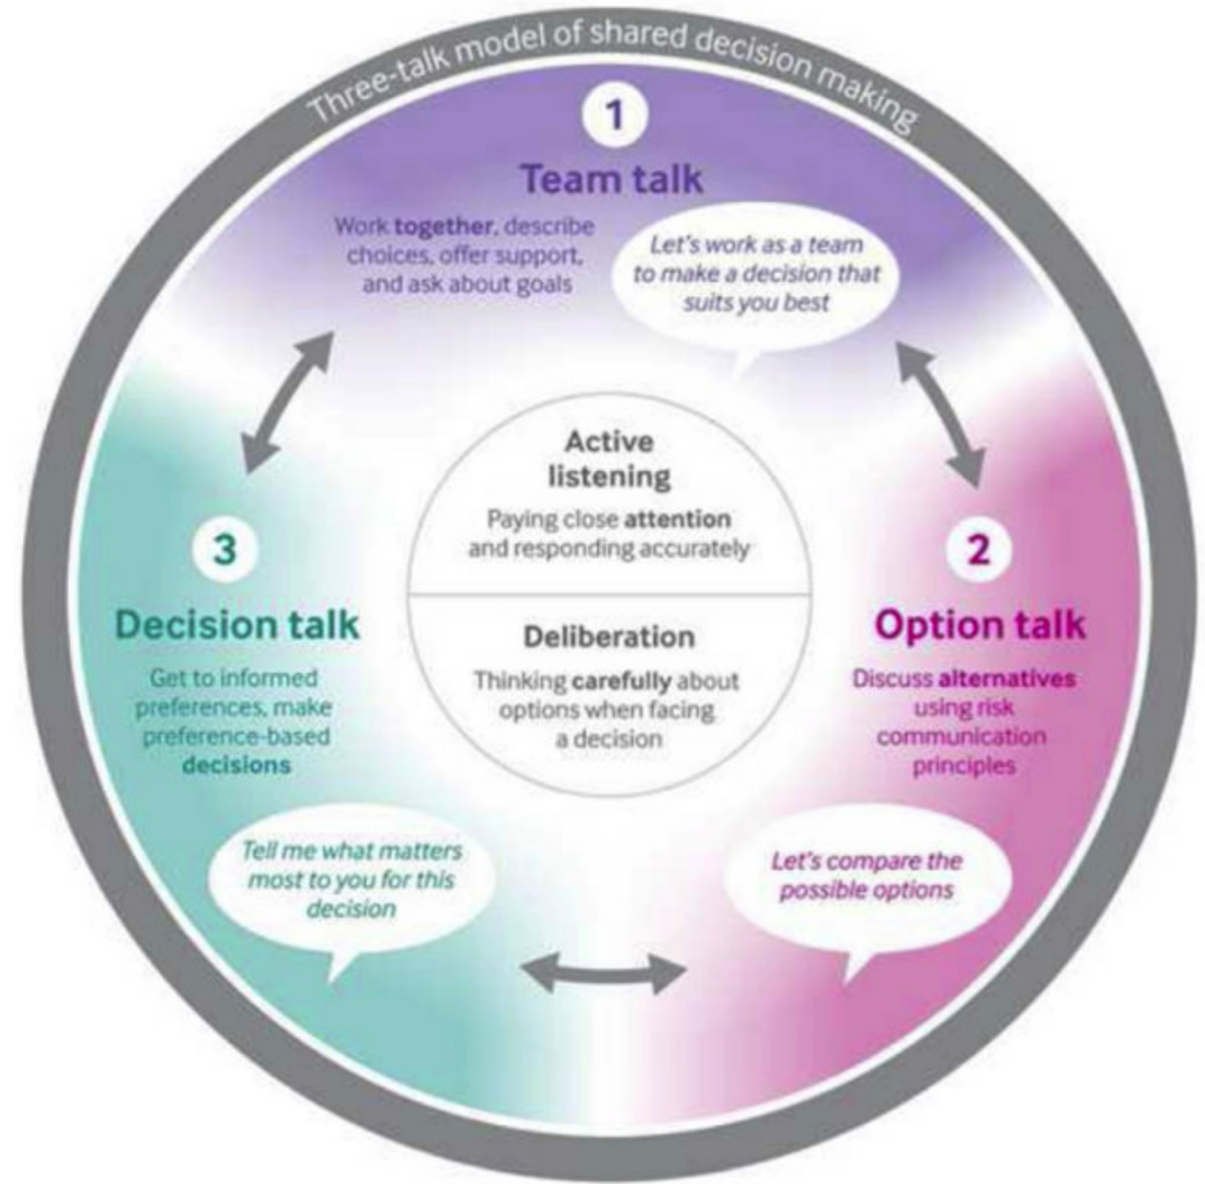 Three-talk model of shared decision making
1
Team talk
Work together, describe
choices, offer support,
and ask about goals
Let's work as a team
to make a decision that
suits you best
Active
listening
Paying close attention
and responding accurately
Deliberation
Thinking carefully about
options when facing
a decision
2
Option talk
Discuss alternatives
using risk
communication
principles
Let's compare the
possible options
3
Decision talk
Get to informed
preferences, make
preference-based
decisions
Tell me what matters
most to you for this
decision